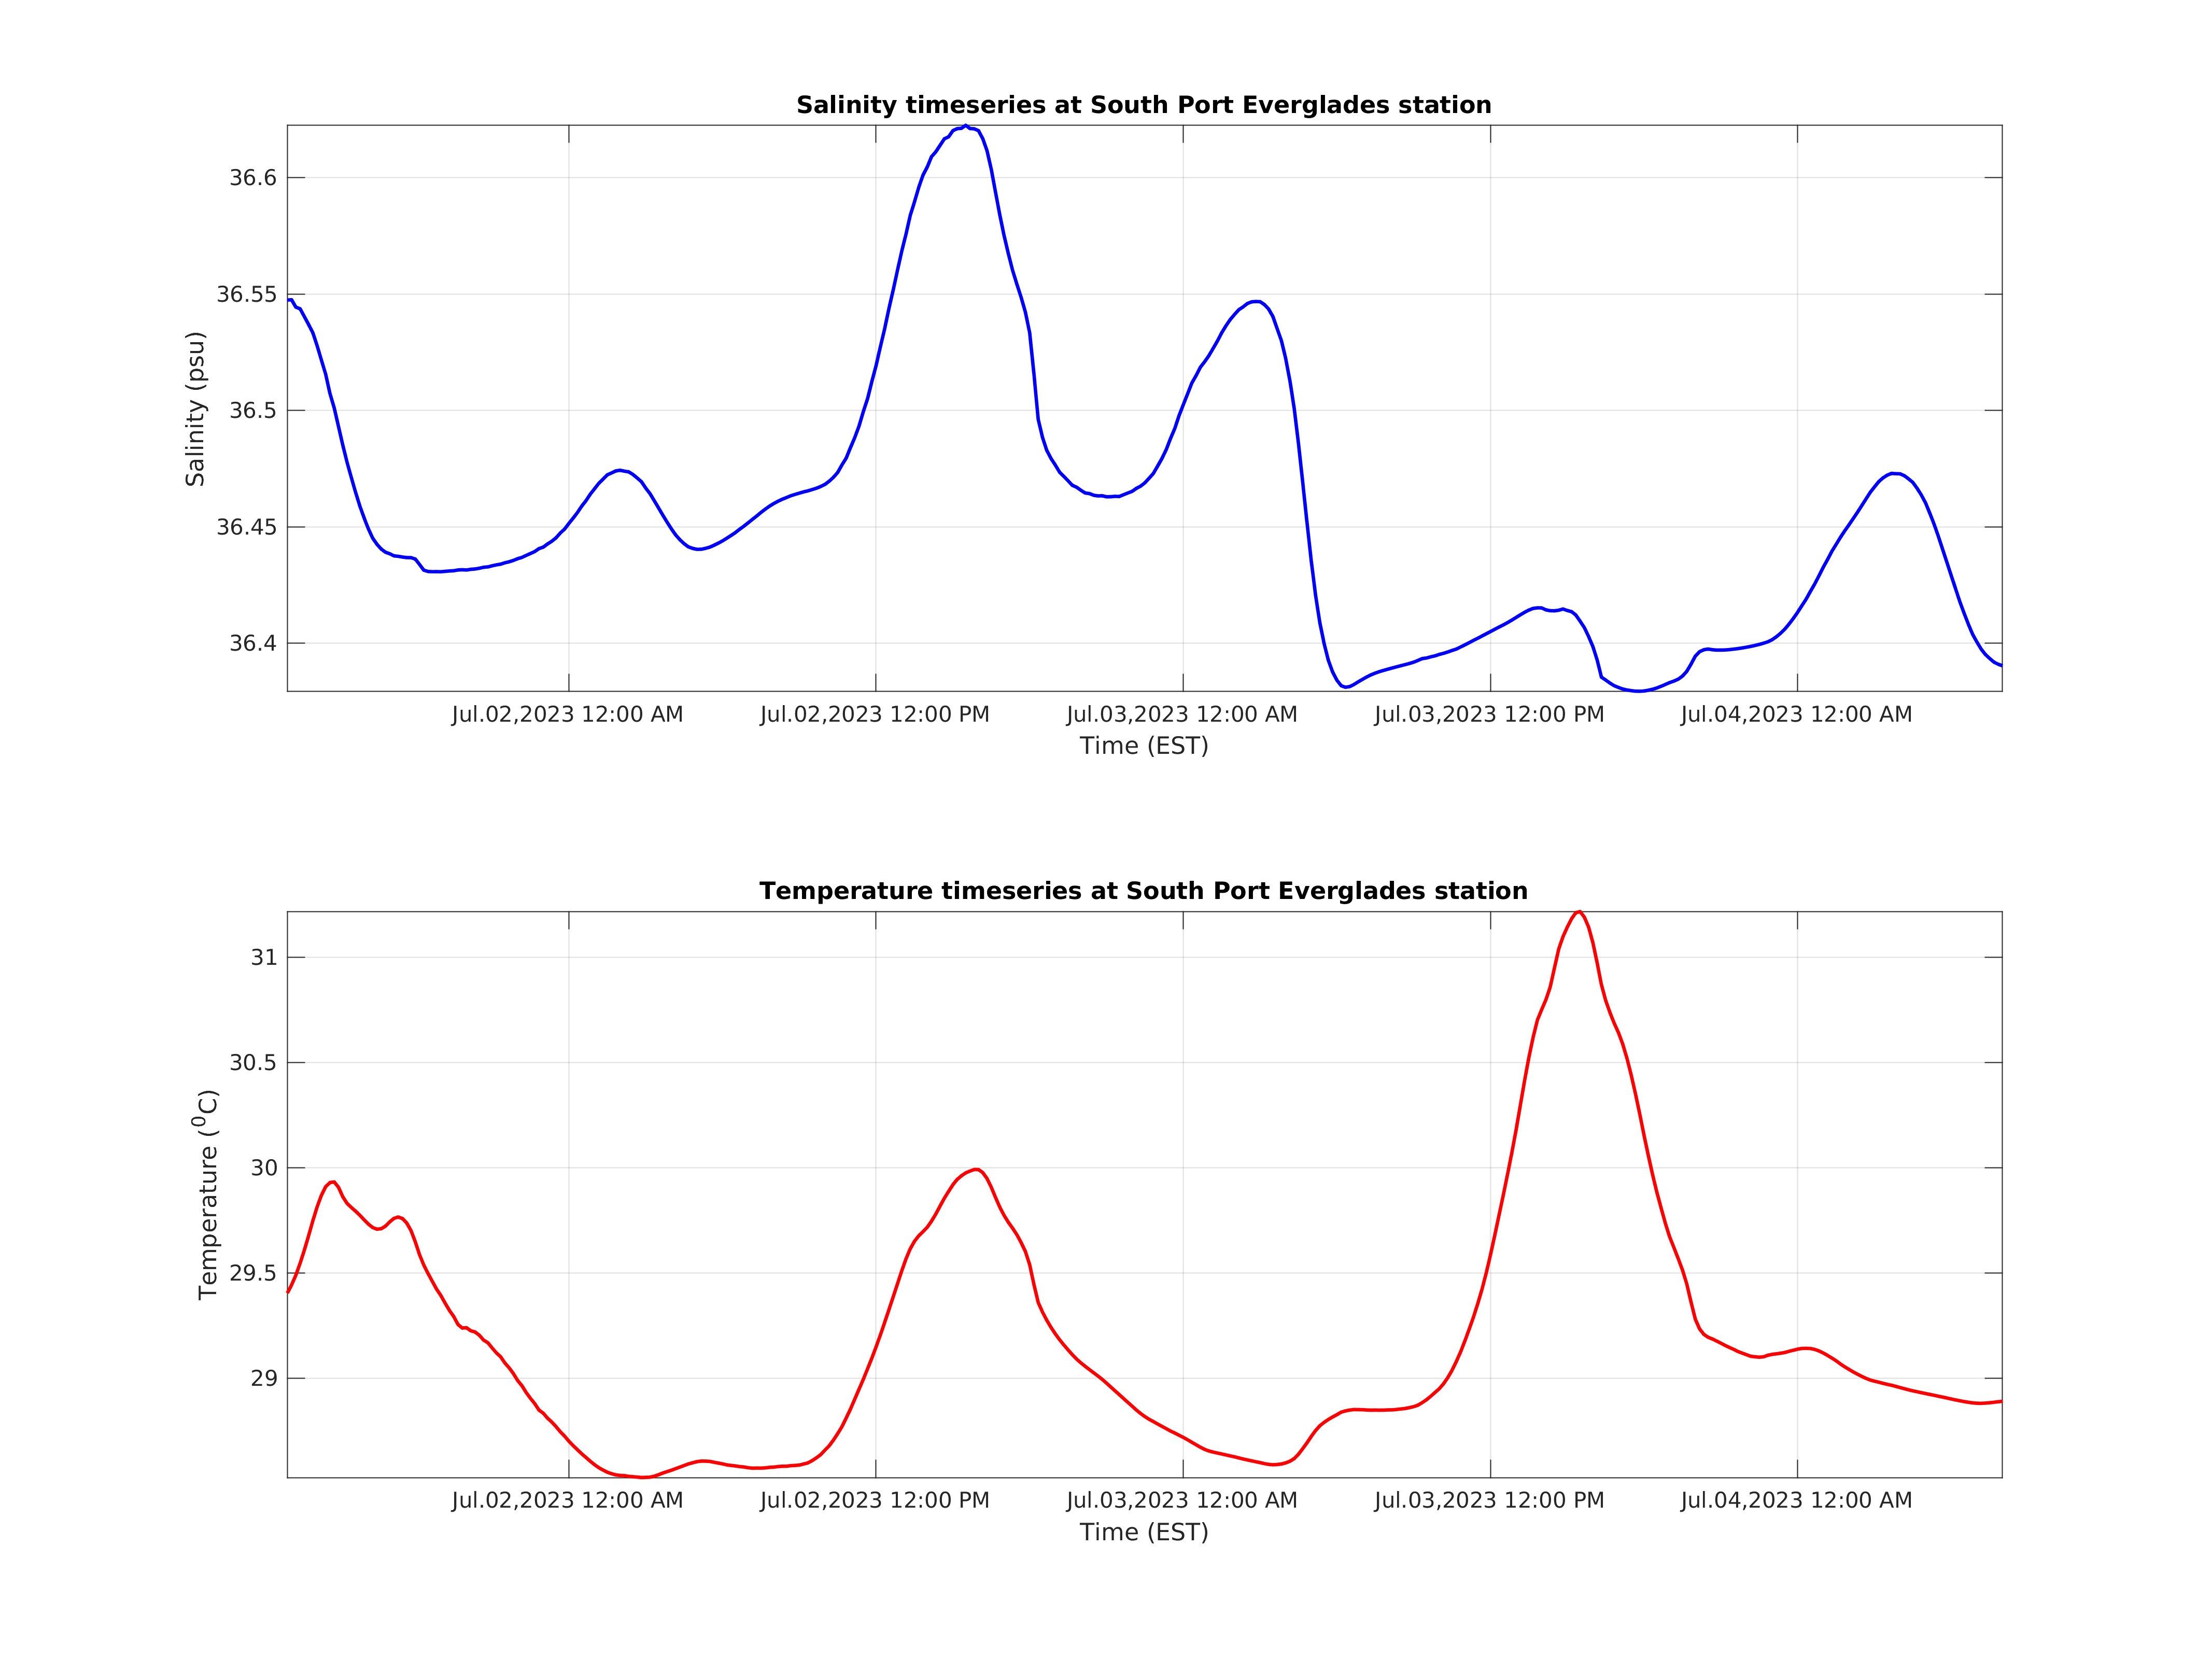 Salinity timeseries at South Port Everglades station
36.6
36.55
36.5
36.45
36.4
Salinity (psu)
Jul.02,2023 12:00 AM
Jul.02,2023 12:00 PM
Jul.03,2023 12:00 AM
Jul.03,2023 12:00 PM
Jul.04,2023 12:00 AM
Time (EST)
Temperature timeseries at South Port Everglades station
31
30.5
30
29.5
29
Temperature (⁰C)
Jul.02,2023 12:00 AM
Jul.02,2023 12:00 PM
Jul.03,2023 12:00 AM
Jul.03,2023 12:00 PM
Jul.04,2023 12:00 AM
Time (EST)